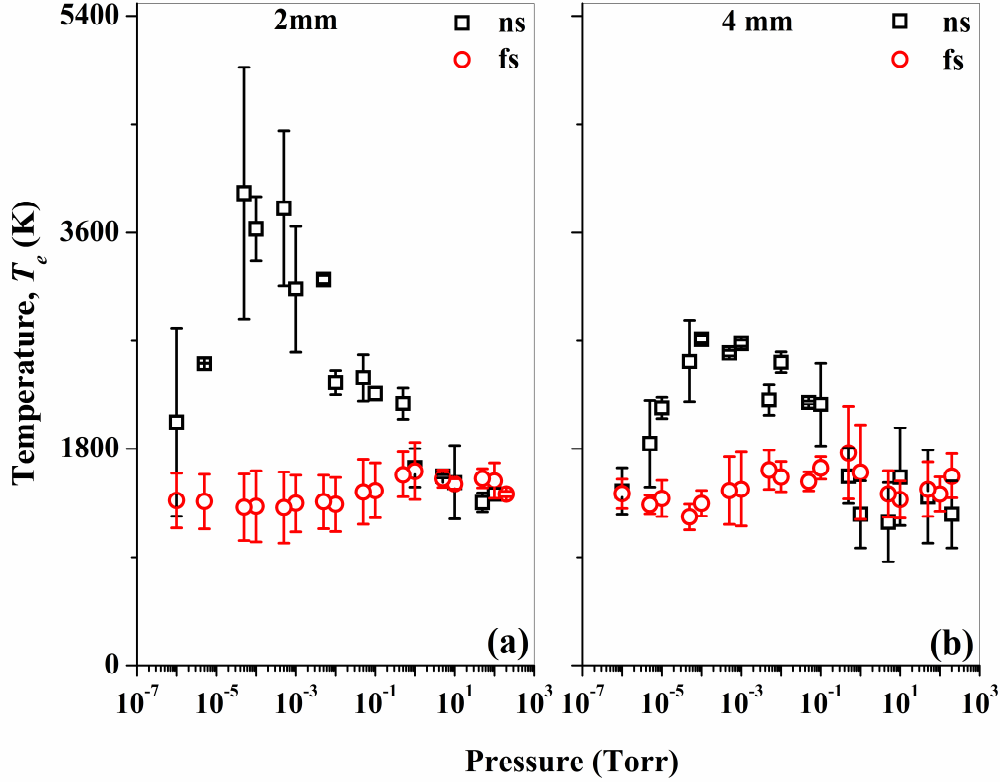 2mm
ns
fs
4 mm
ns
fs
Temperature, Tₑ (K)
5400
3600
1800
0
(a)
(b)
10⁻⁷ 10⁻⁵ 10⁻³ 10⁻¹ 10¹ 10³
10⁻⁷ 10⁻⁵ 10⁻³ 10⁻¹ 10¹ 10³
Pressure (Torr)